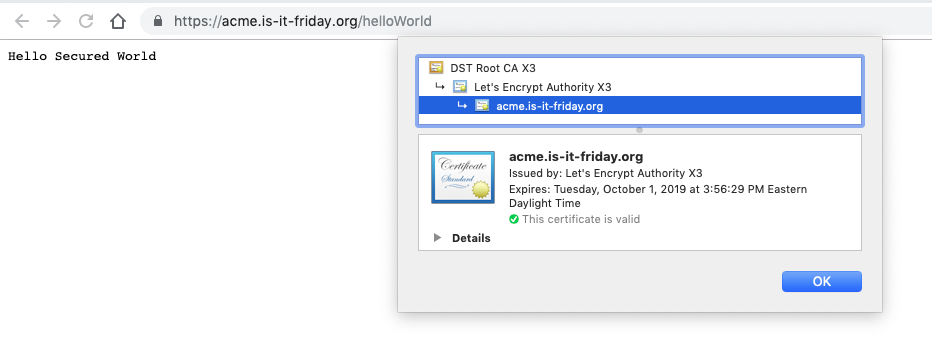 https://acme.is-it-friday.org/helloWorld
Hello Secured World
DST Root CA X3
Let's Encrypt Authority X3
acme.is-it-friday.org
Certificate
Standard
acme.is-it-friday.org
Issued by: Let's Encrypt Authority X3
Expires: Tuesday, October 1, 2019 at 3:56:29 PM Eastern
Daylight Time
This certificate is valid
Details
OK